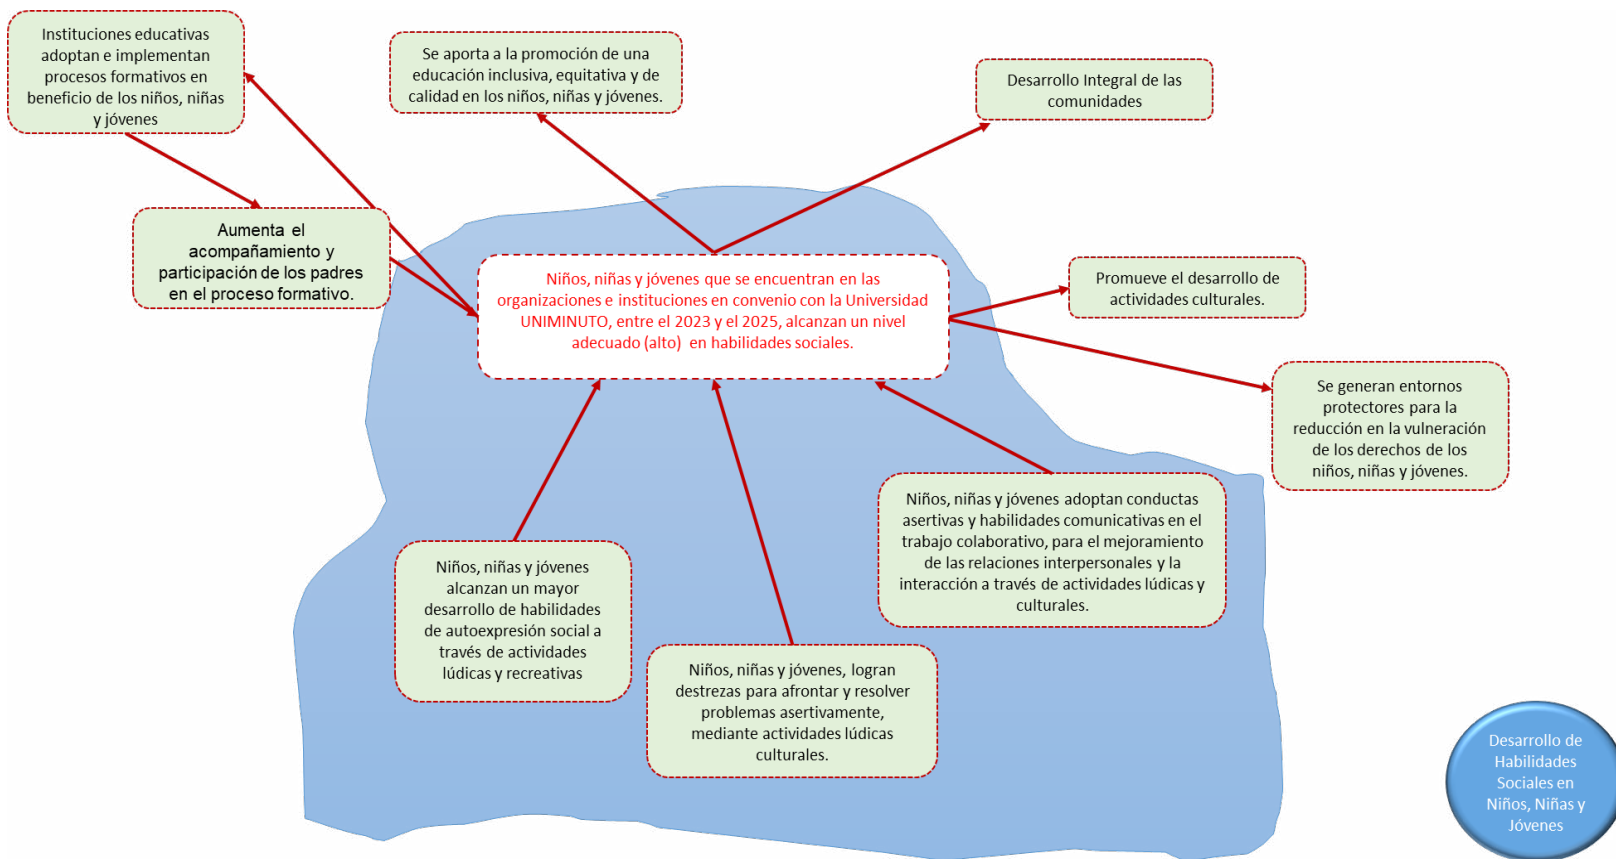 Instituciones educativas
adoptan e implementan
procesos formativos en
beneficio de los niños, niñas
y jóvenes
Se aporta a la promoción de una
educación inclusiva, equitativa y de
calidad en los niños, niñas y jóvenes.
Desarrollo Integral de las
comunidades
Aumenta el
acompañamiento y
participación de los padres
en el proceso formativo.
Niños, niñas y jóvenes que se encuentran en las
organizaciones e instituciones en convenio con la Universidad
UNIMINUTO, entre el 2023 y el 2025, alcanzan un nivel
adecuado (alto) en habilidades sociales.
Promueve el desarrollo de
actividades culturales.
Se generan entornos
protectores para la
reducción en la vulneración
de los derechos de los
niños, niñas y jóvenes.
Niños, niñas y jóvenes
alcanzan un mayor
desarrollo de habilidades
de autoexpresión social a
través de actividades
lúdicas y recreativas
Niños, niñas y jóvenes, logran
destrezas para afrontar y resolver
problemas asertivamente,
mediante actividades lúdicas
culturales.
Niños, niñas y jóvenes adoptan conductas
asertivas y habilidades comunicativas en el
trabajo colaborativo, para el mejoramiento
de las relaciones interpersonales y la
interacción a través de actividades lúdicas y
culturales.
Desarrollo de
Habilidades
Sociales en
Niños, Niñas y
Jóvenes